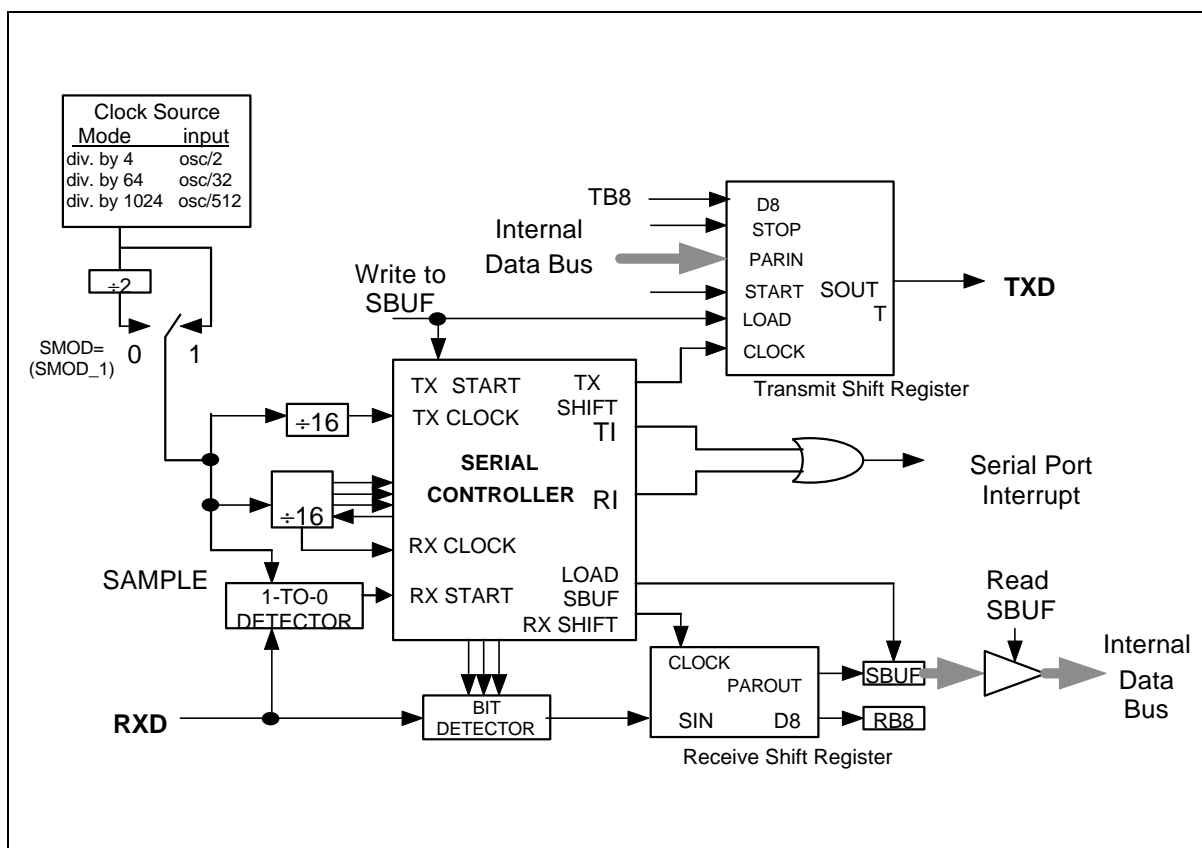 Clock Source
Mode input
div. by 4 osc/2
div. by 64 osc/32
div. by 1024 osc/512
÷2
SMOD=
(SMOD_1)
0
1
TB8
Internal
Data Bus
Write to
SBUF
D8
STOP
PARIN
START
LOAD
CLOCK
SOUT
T
TXD
Transmit Shift Register
÷16
÷16
TX START
TX CLOCK
SERIAL
CONTROLLER
RX CLOCK
RX START
TX
SHIFT
TI
RI
LOAD
SBUF
RX SHIFT
Serial Port
Interrupt
SAMPLE
1-TO-0
DETECTOR
RXD
BIT
DETECTOR
CLOCK
PAROUT
SIN D8
Receive Shift Register
SBUF
RB8
Read
SBUF
Internal
Data
Bus